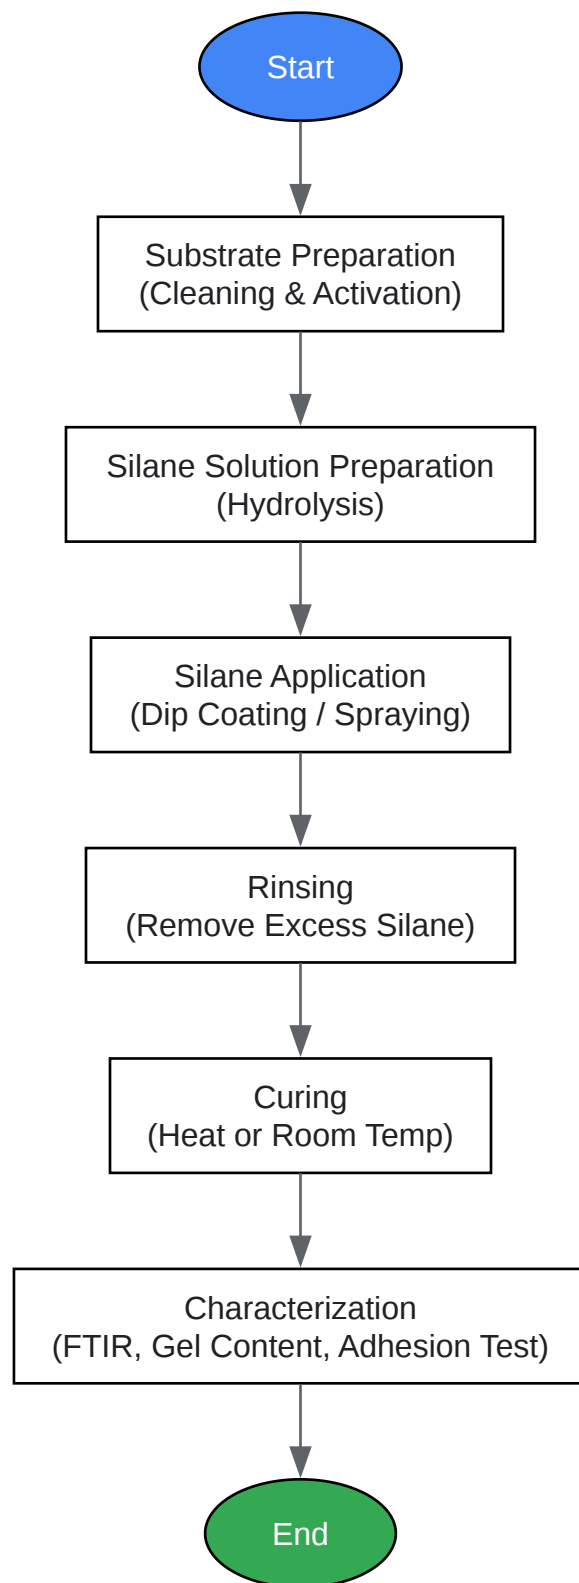 Start
Substrate Preparation
(Cleaning & Activation)
Silane Solution Preparation
(Hydrolysis)
Silane Application
(Dip Coating / Spraying)
Rinsing
(Remove Excess Silane)
Curing
(Heat or Room Temp)
Characterization
(FTIR, Gel Content, Adhesion Test)
End